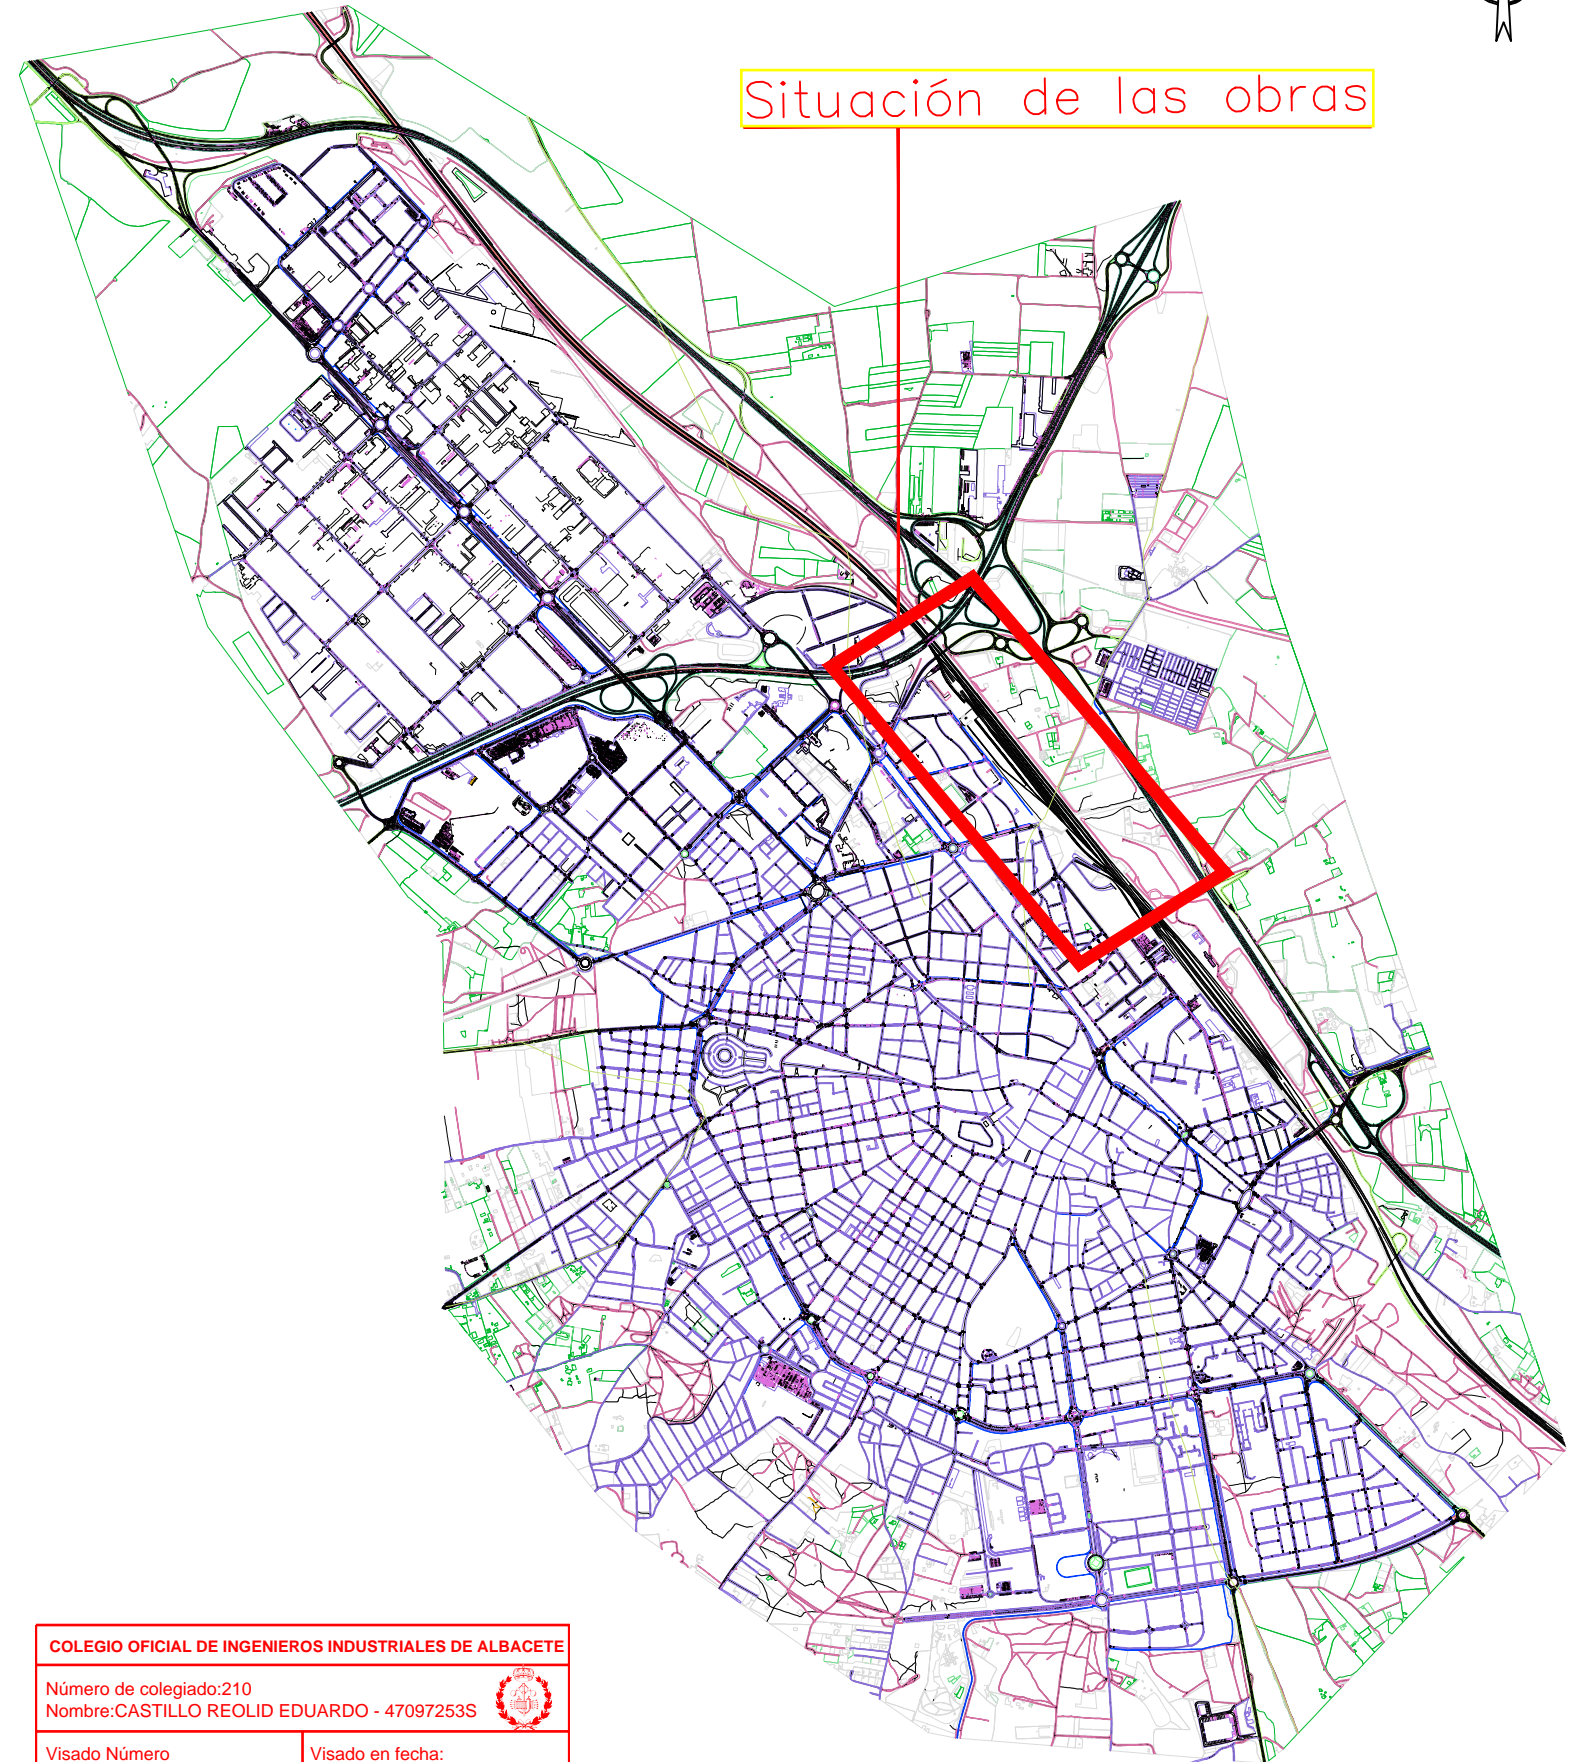 Situación de las obras
COLEGIO OFICIAL DE INGENIEROS INDUSTRIALES DE ALBACETE
Número de colegiado:210
Nombre:CASTILLO REOLID EDUARDO - 47097253S
Visado Número
Visado en fecha: